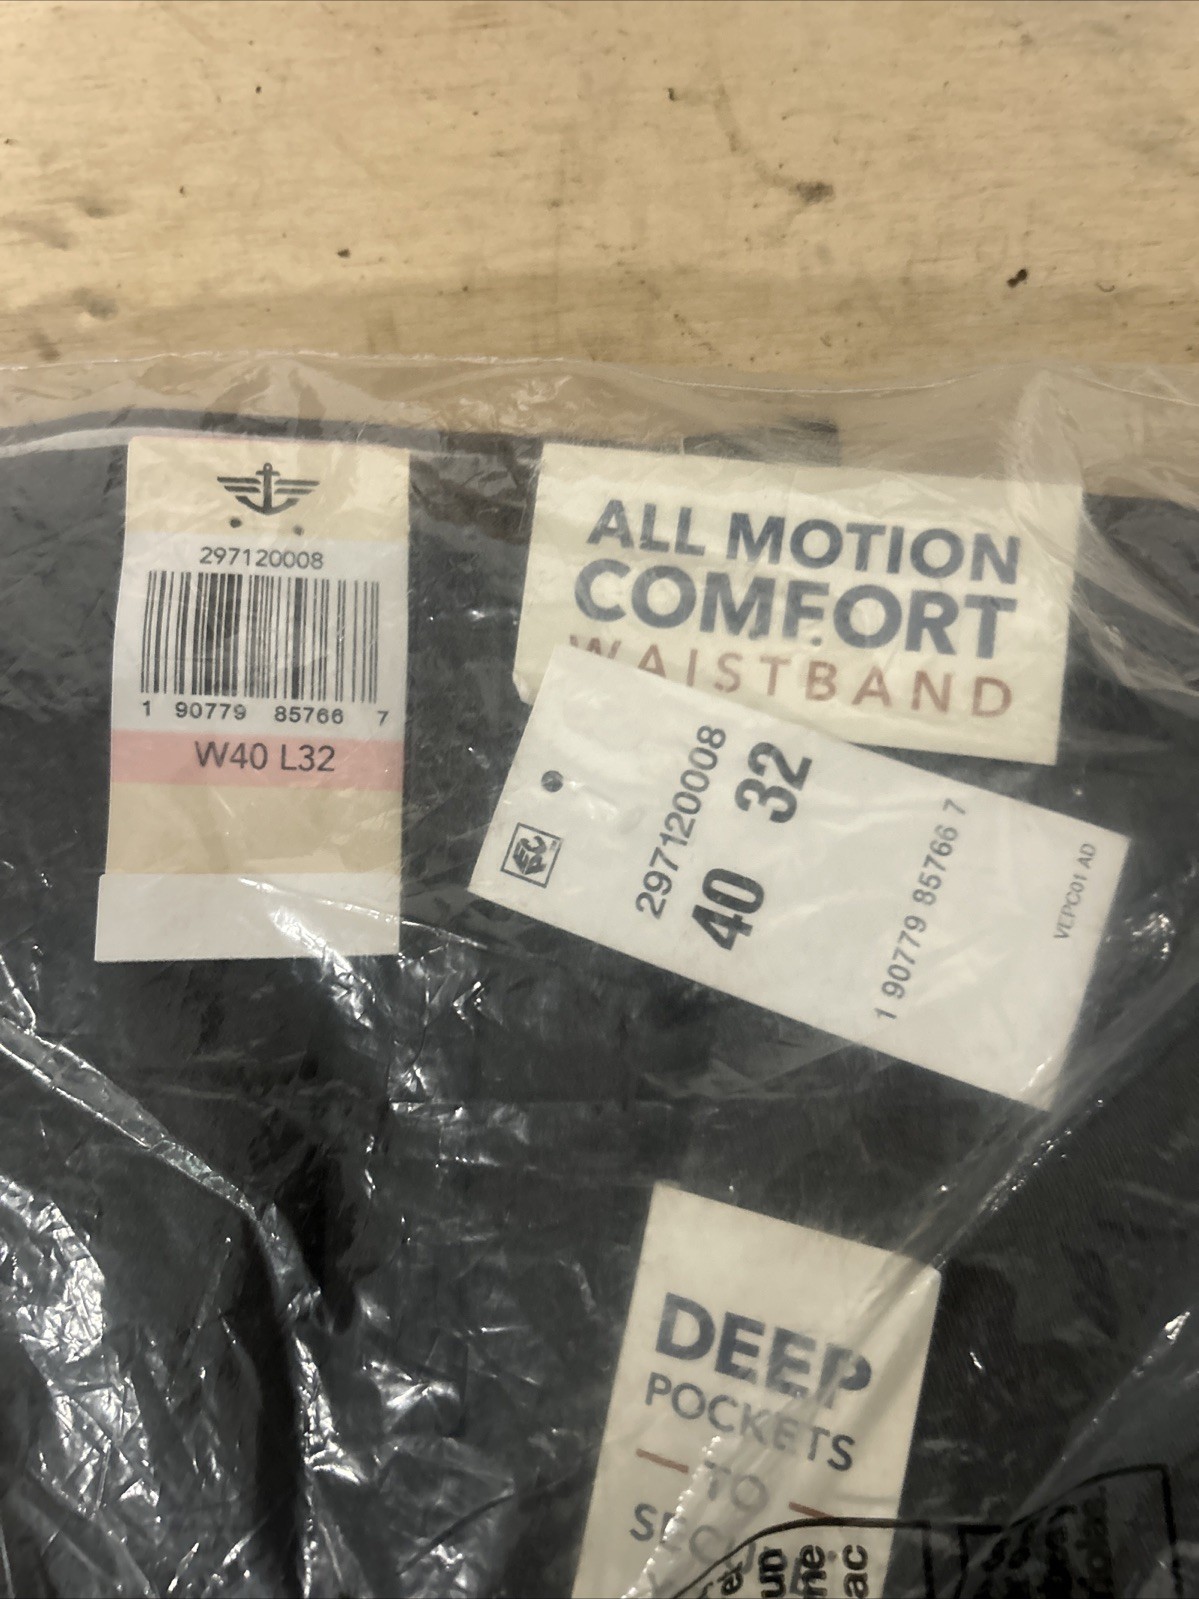 297120008
1 90779 85766 7
W40 L32
ALL MOTION
COMFORT
WAISTBAND
297120008
40 32
1 90779 85766 7
VEPC01 AD
DEEP
POCKETS
TO